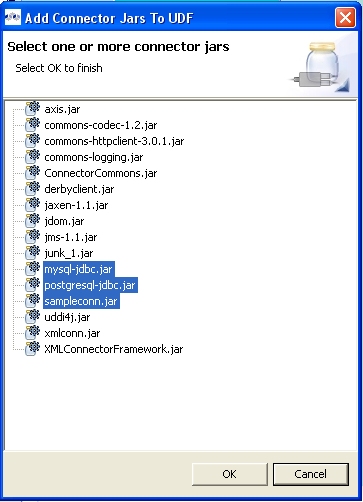 Add Connector Jars To UDF
Select one or more connector jars
Select OK to finish
axis.jar
commons-codec-1.2.jar
commons-httpclient-3.0.1.jar
commons-logging.jar
ConnectorCommons.jar
derbyclient.jar
jaxen-1.1.jar
jdom.jar
jms-1.1.jar
junk_1.jar
mysql-jdbc.jar
postgresql-jdbc.jar
sampleconn.jar
uddi4j.jar
xmlconn.jar
XMLConnectorFramework.jar
OK
Cancel